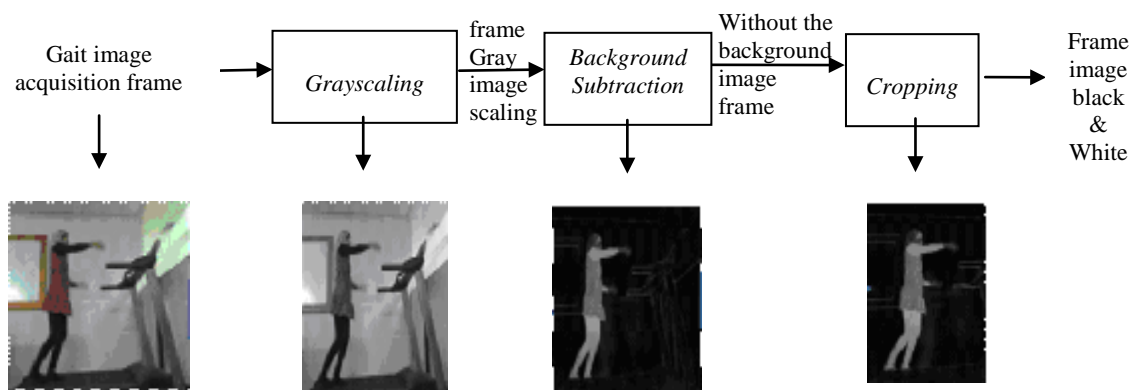 Gait image
acquisition frame
Grayscaling
frame
Gray
image
scaling
Background
Subtraction
Without the
background
image
frame
Cropping
Frame
image
black
&
White